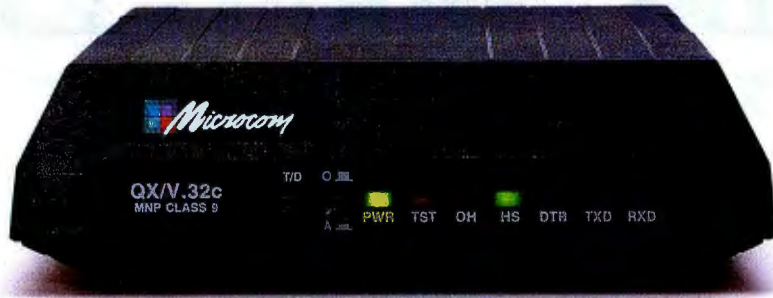 Microcom
QX/V.32c
MNP CLASS 9
T/D
O
A
PWR TST OH HS DTR TXD RXD